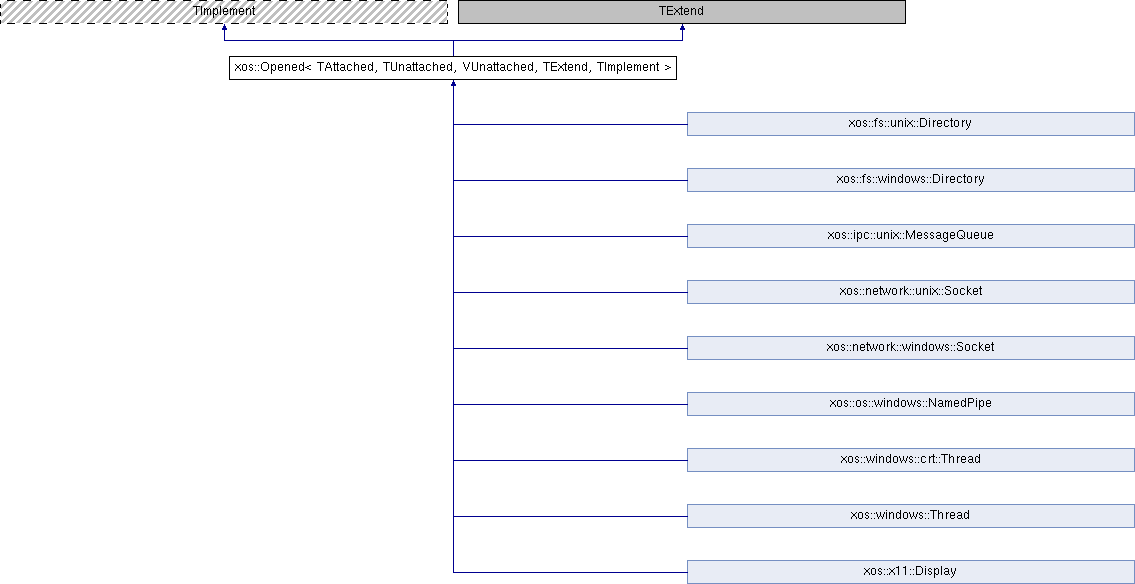 TImplement
TExtend
xos::Opened< TAttached, TUnattached, VUnattached, TExtend, TImplement >
xos::fs::unix::Directory
xos::fs::windows::Directory
xos::ipc::unix::MessageQueue
xos::network::unix::Socket
xos::network::windows::Socket
xos::os::windows::NamedPipe
xos::windows::crt::Thread
xos::windows::Thread
xos::x11::Display